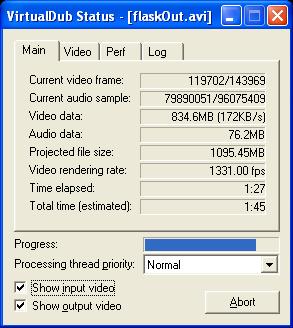 VirtualDub Status - [flaskOut.avi]
Main Video Perf Log
Current video frame: 119702/143969
Current audio sample: 79890051/96075409
Video data: 834.6MB (172KB/s)
Audio data: 76.2MB
Projected file size: 1095.45MB
Video rendering rate: 1331.00 fps
Time elapsed: 1:27
Total time (estimated): 1:45
Progress:
Processing thread priority: Normal
Show input video
Show output video
Abort